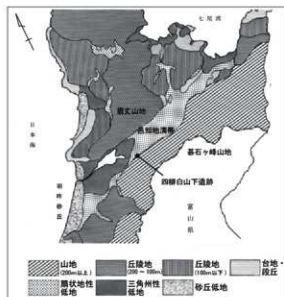 七尾湾
日本海
眉丈山地
邑知地溝帯
碁石ヶ峰山地
羽咋砂丘
四柳白山下遺跡
富山県
山地
(200m以上)
丘陵地
(200~100m)
丘陵地
(100m以下)
台地・
段丘
扇状地性
低地
三角州性
低地
砂丘低地